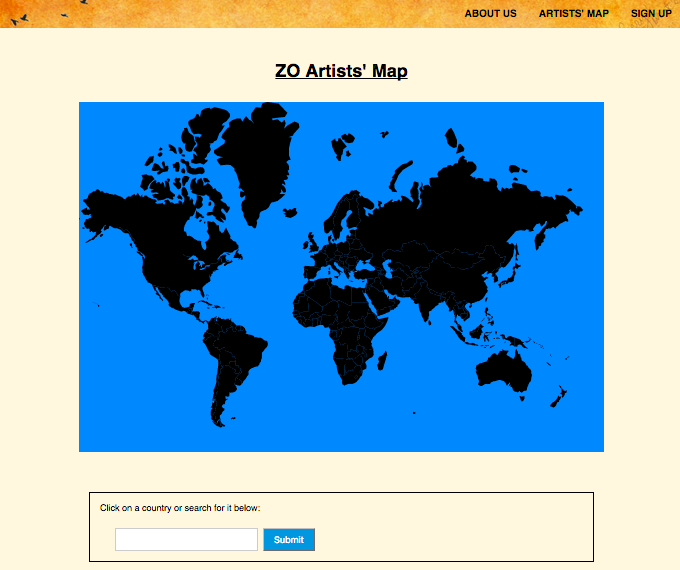 ABOUT US ARTISTS' MAP SIGN UP
ZO Artists' Map
Click on a country or search for it below:
Submit